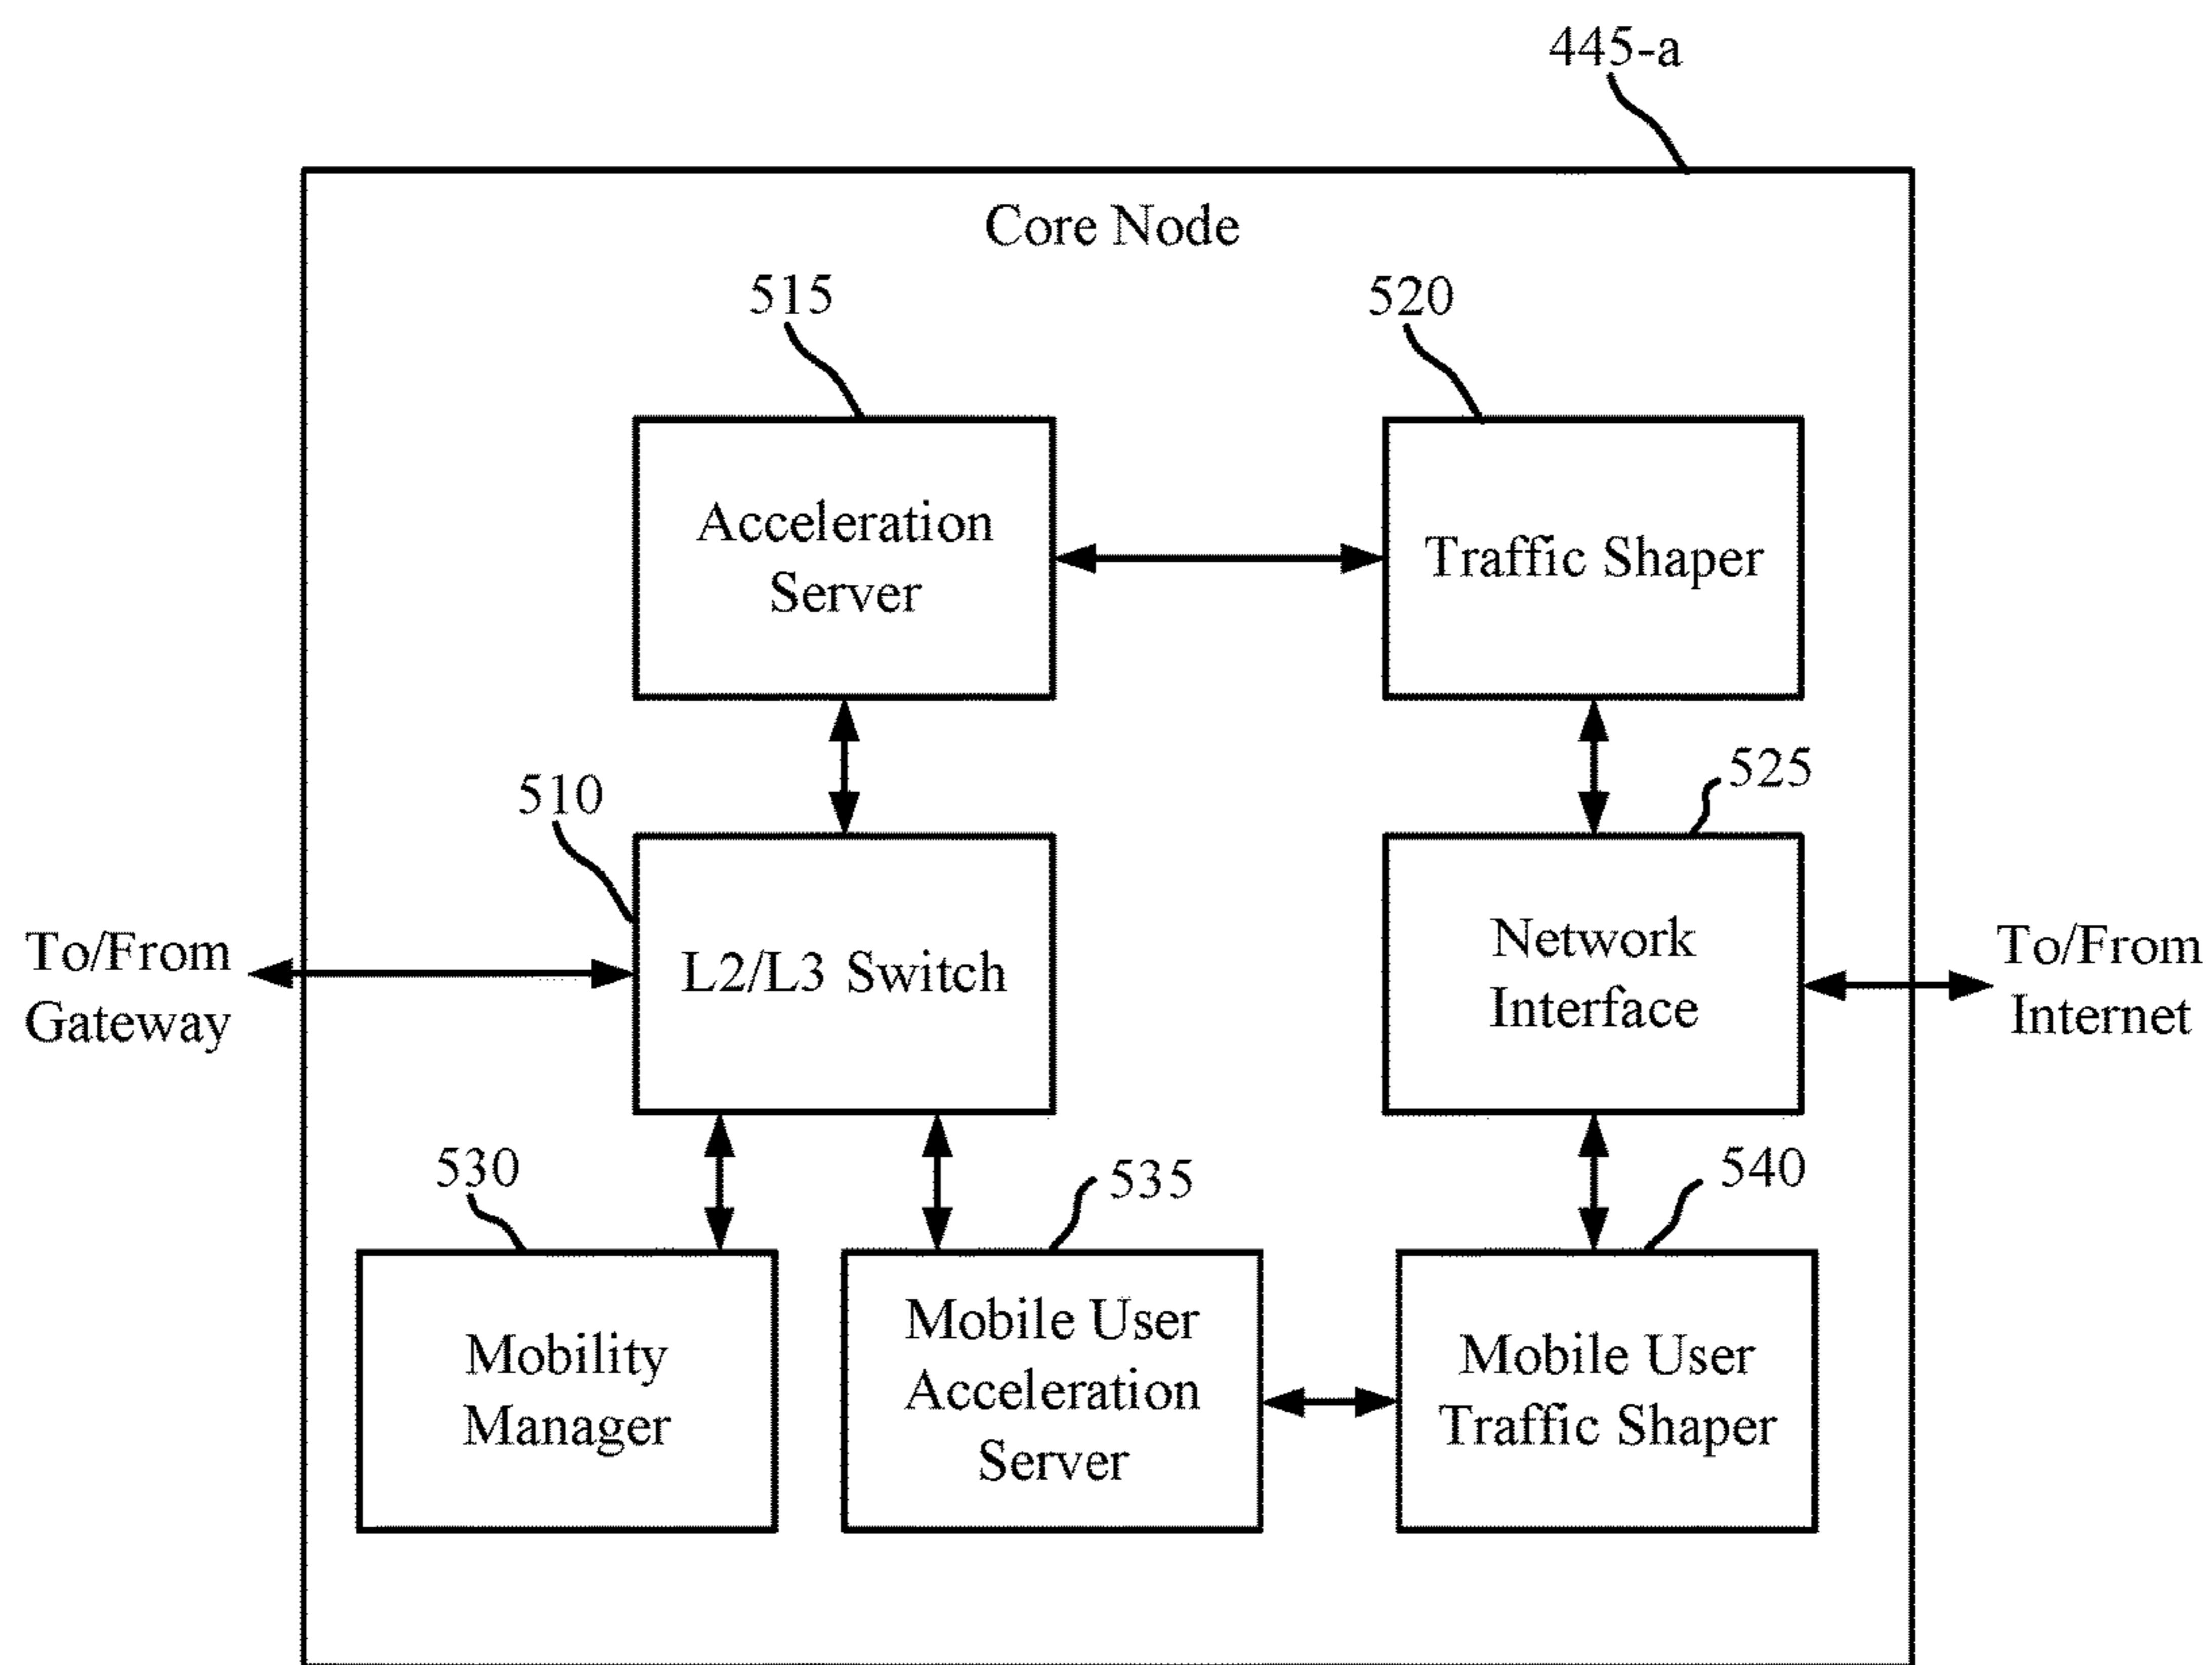 445-a
Core Node
515
520
Acceleration
Server
Traffic Shaper
510
525
To/From
Gateway
L2/L3 Switch
Network
Interface
To/From
Internet
530
535
540
Mobility
Manager
Mobile User
Acceleration
Server
Mobile User
Traffic Shaper